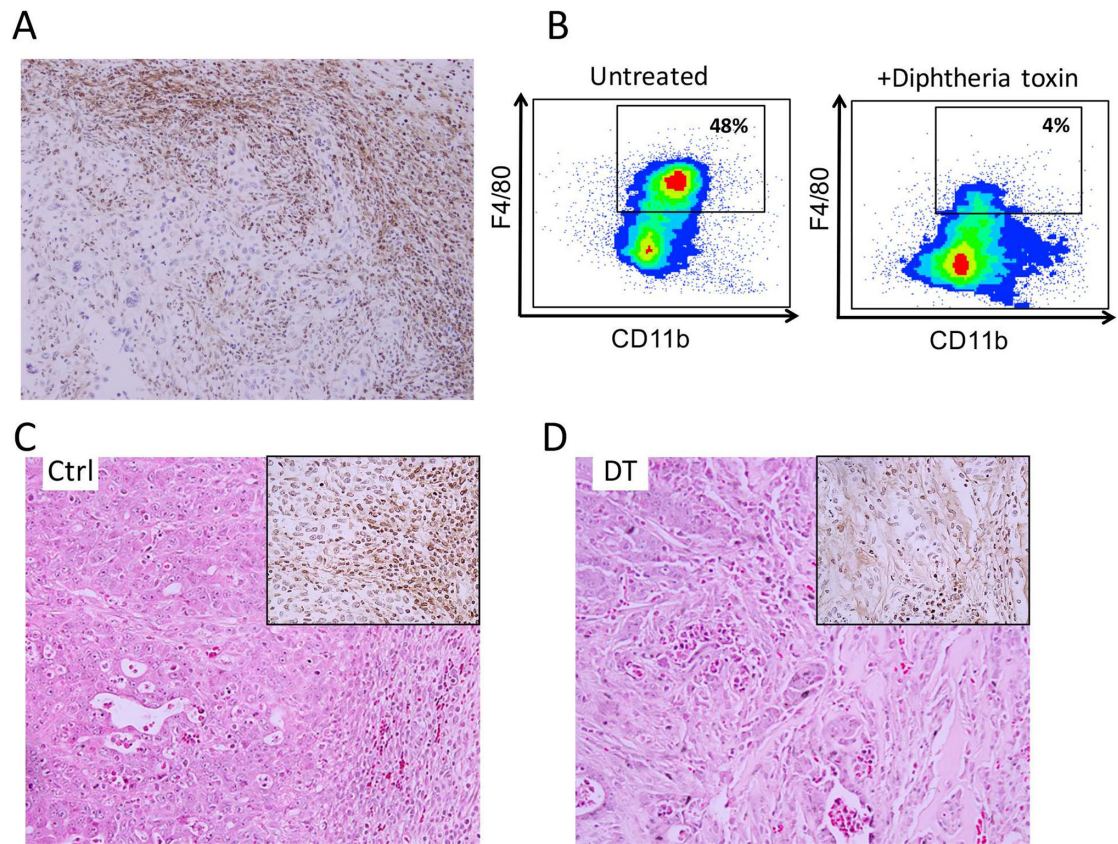 A
B
Untreated
+Diphtheria toxin
48%
4%
F4/80
F4/80
CD11b
CD11b
C
Ctrl
D
DT